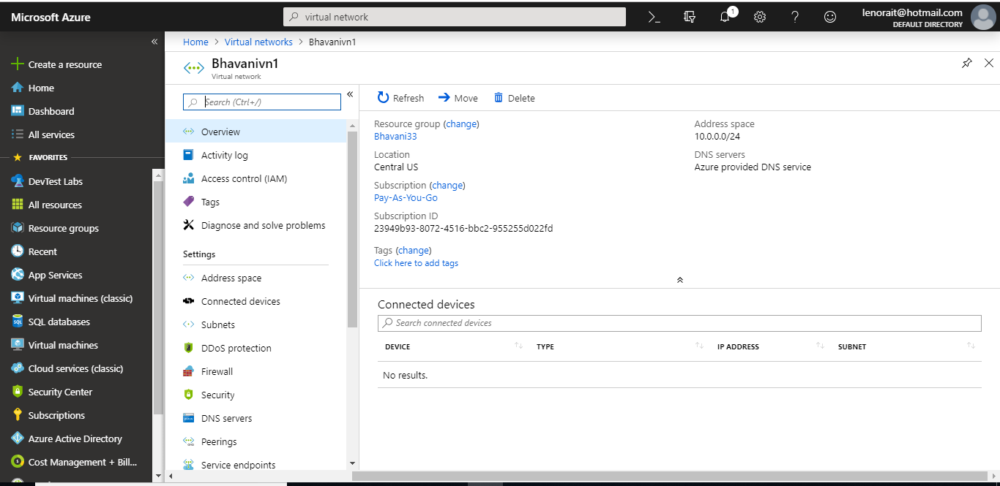 Microsoft Azure
virtual network
1
lenorait@hotmail.com
DEFAULT DIRECTORY
«
Create a resource
Home
Dashboard
All services
FAVORITES
DevTest Labs
All resources
Resource groups
Recent
App Services
Virtual machines (classic)
SQL databases
Virtual machines
Cloud services (classic)
Security Center
Subscriptions
Azure Active Directory
Cost Management + Bill...
Home > Virtual networks > Bhavanivn1
Bhavanivn1
Virtual network
Search (Ctrl+/)
«
Overview
Activity log
Access control (IAM)
Tags
Diagnose and solve problems
Settings
Address space
Connected devices
Subnets
DDoS protection
Firewall
Security
DNS servers
Peerings
Service endpoints
Refresh Move Delete
Resource group (change)
Bhavani33
Location
Central US
Subscription (change)
Pay-As-You-Go
Subscription ID
23949b93-8072-4516-bbc2-955255d022fd
Tags (change)
Click here to add tags
Address space
10.0.0.0/24
DNS servers
Azure provided DNS service
Connected devices
Search connected devices
DEVICE TYPE IP ADDRESS SUBNET
No results.